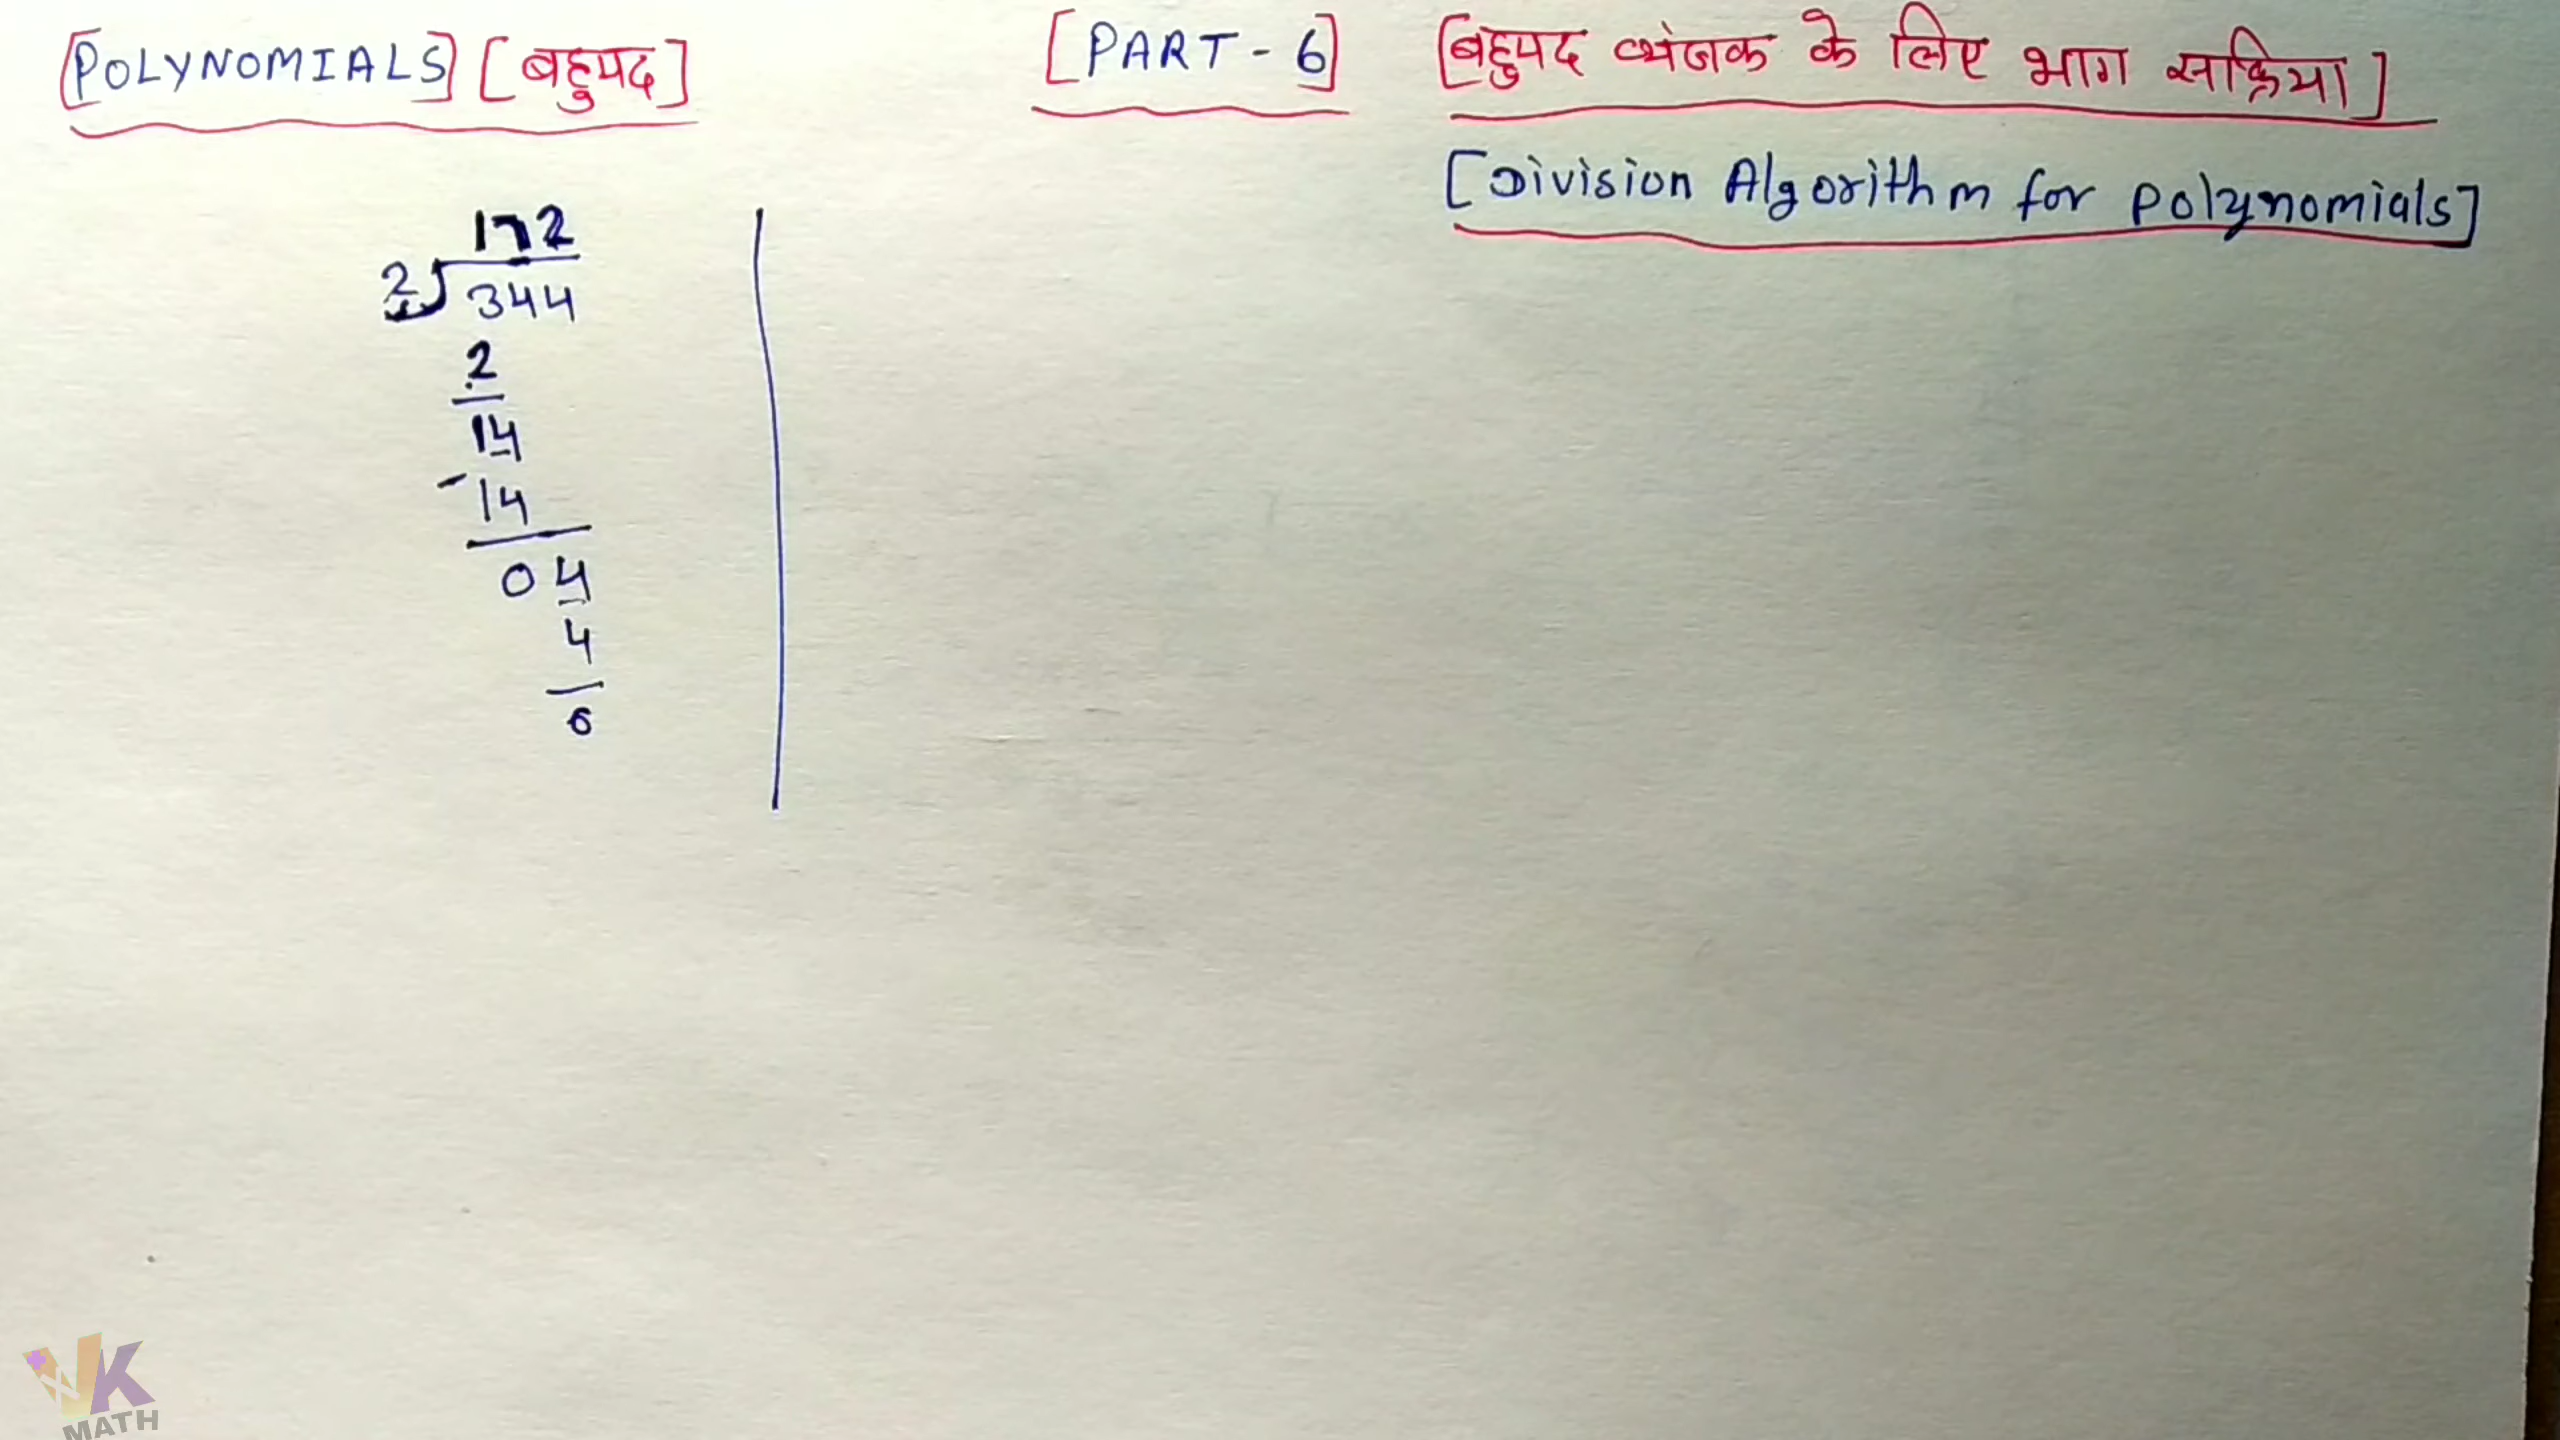 [POLYNOMIALS] [बहुपद]
[PART-6]
[बहुपद व्यंजक के लिए भाग सक्रिया]
[Division Algorithm for polynomials]
172
2)344
2
14
-14
04
4
0
VK
MATH